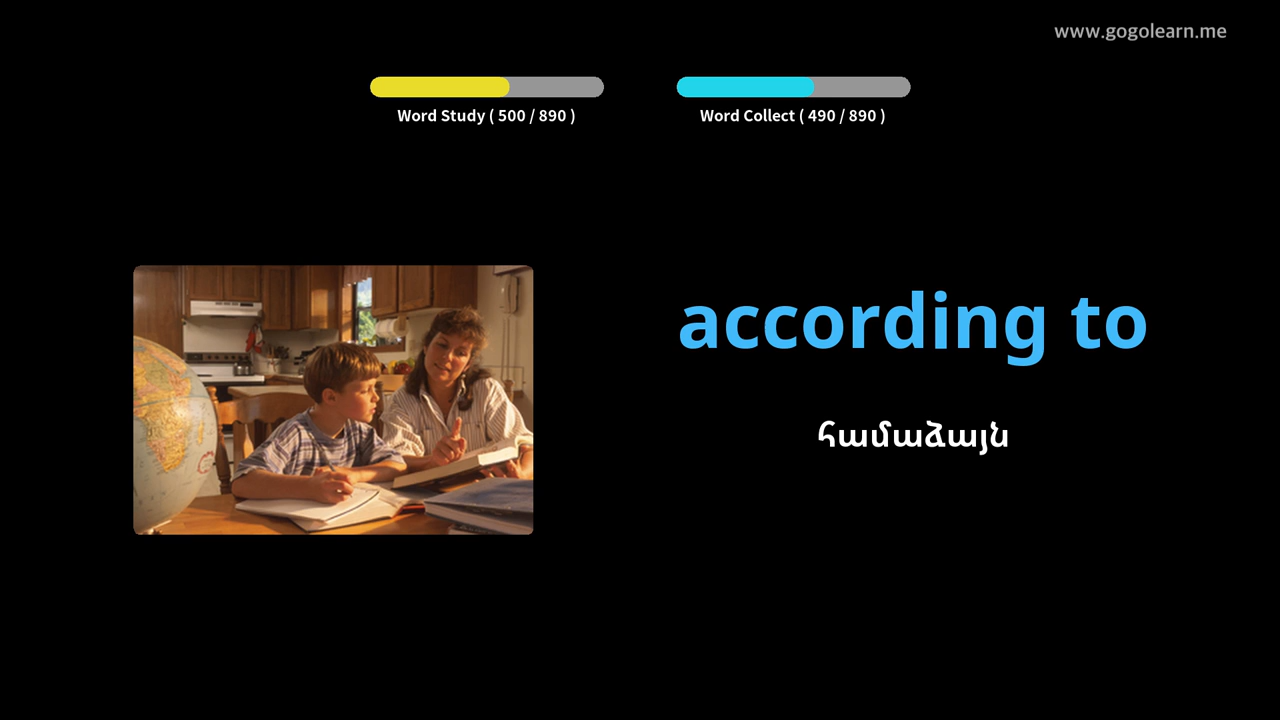 www.gogolearn.me
Word Study ( 500 / 890 )
Word Collect ( 490 / 890 )
according to
համաձայն